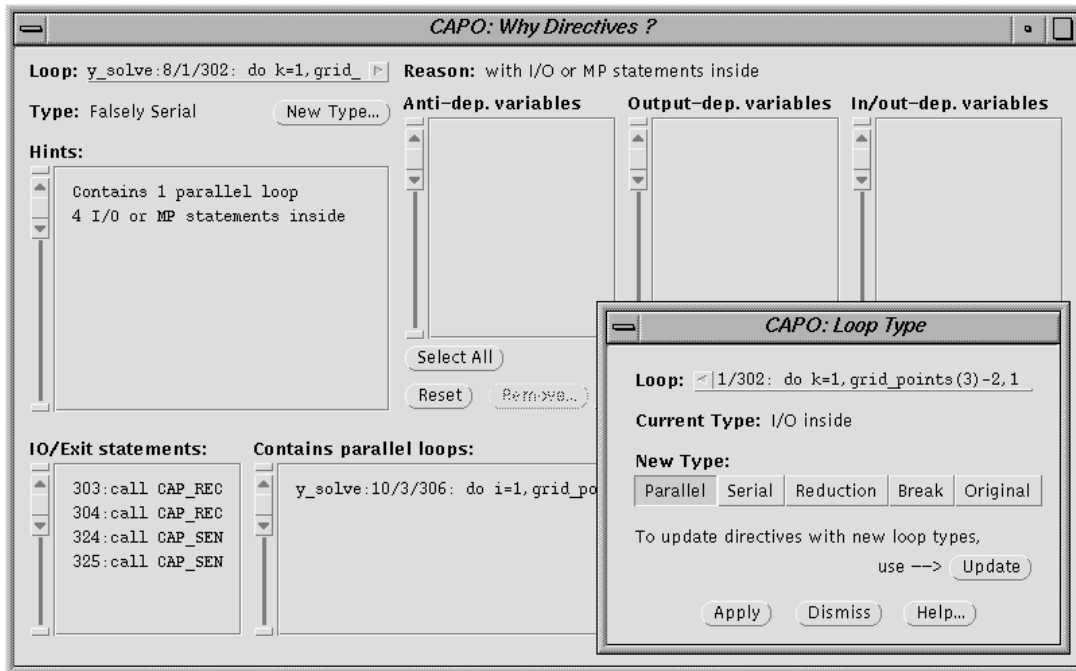 CAPO: Why Directives ?
Loop: y_solve:8/1/302: do k=1,grid_
Reason: with I/O or MP statements inside
Type: Falsely Serial
New Type...
Anti-dep. variables
Output-dep. variables
In/out-dep. variables
Hints:
Contains 1 parallel loop
4 I/O or MP statements inside
Select All
Reset
Remove...
IO/Exit statements:
303:call CAP_REC
304:call CAP_REC
324:call CAP_SEN
325:call CAP_SEN
Contains parallel loops:
y_solve:10/3/306: do i=1,grid_po
CAPO: Loop Type
Loop: 1/302: do k=1,grid_points(3)-2,1
Current Type: I/O inside
New Type:
Parallel Serial Reduction Break Original
To update directives with new loop types,
use --> Update
Apply Dismiss Help...